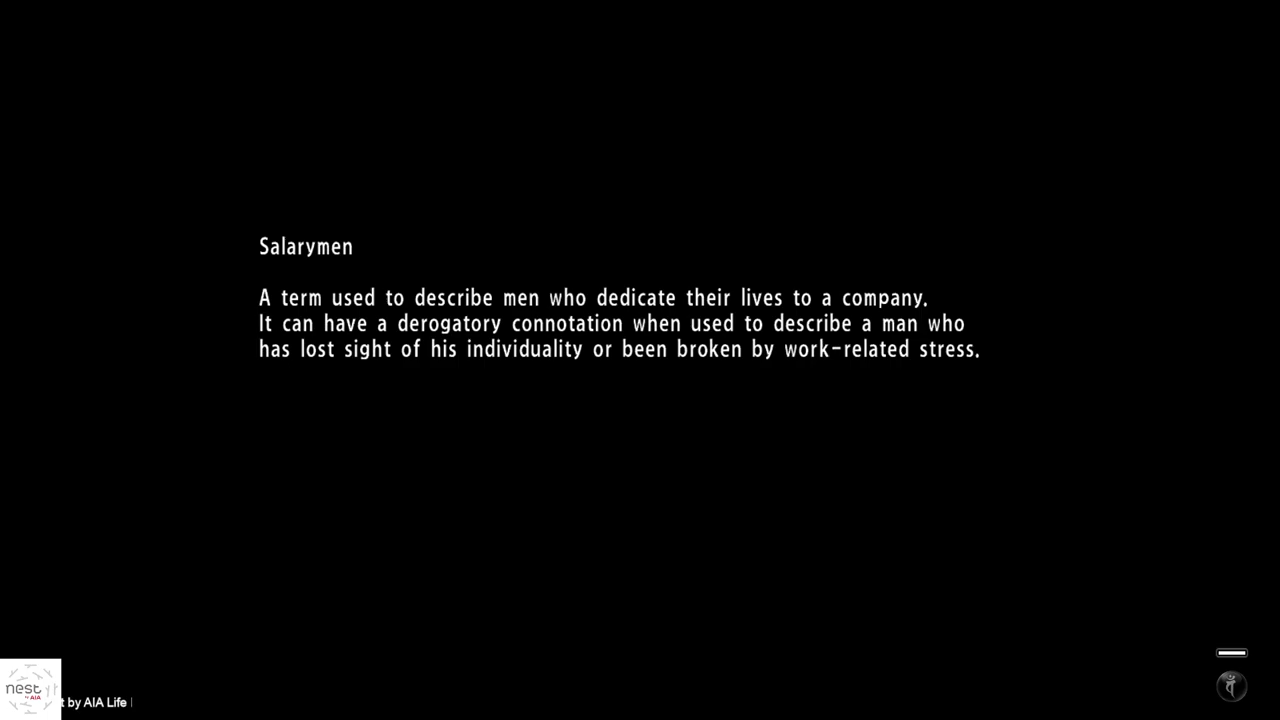 Salarymen
A term used to describe men who dedicate their lives to a company.
It can have a derogatory connotation when used to describe a man who
has lost sight of his individuality or been broken by work-related stress.
nest
by AIA
t by AIA Life |